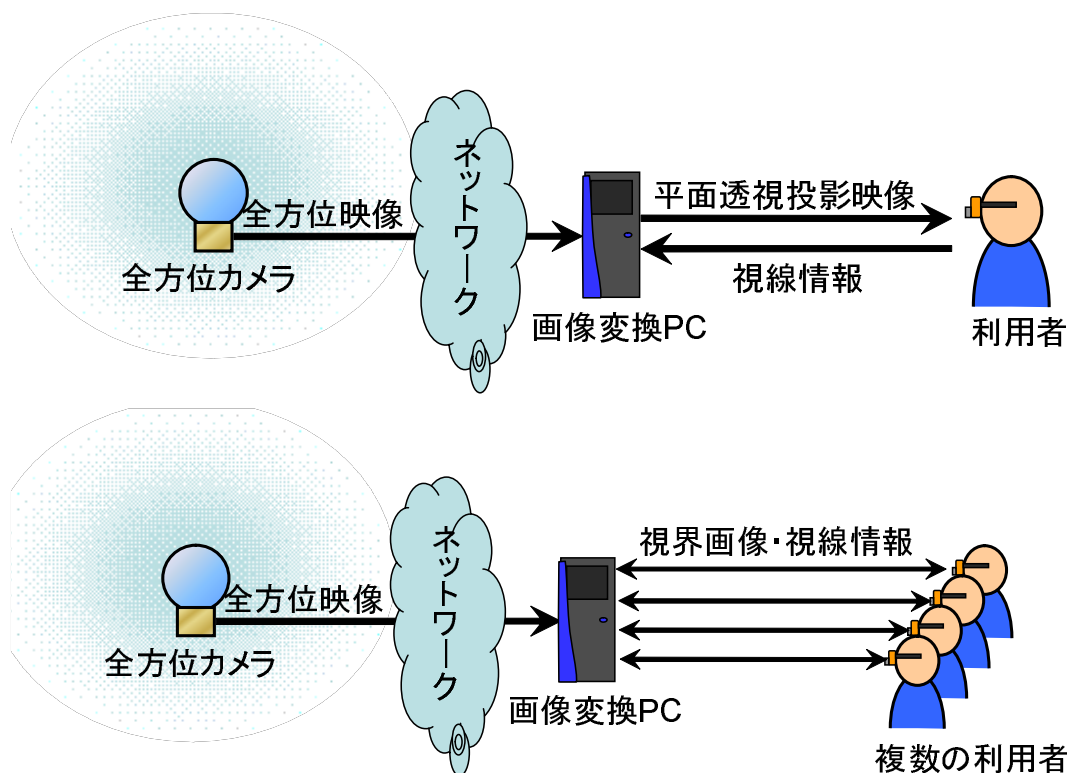 ネットワーク
全方位映像
平面透視投影映像
全方位カメラ
視線情報
画像変換PC
利用者
ネットワーク
視界画像・視線情報
全方位映像
全方位カメラ
画像変換PC
複数の利用者